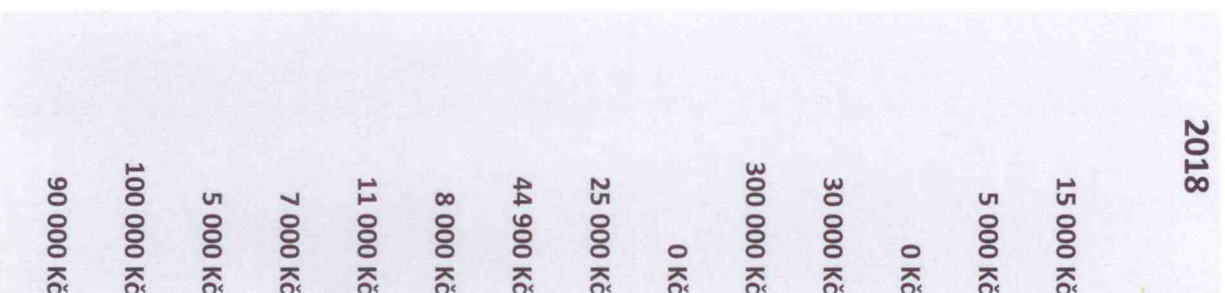 2018
15 000 Kč
5 000 Kč
0 Kč
30 000 Kč
300 000 Kč
0 Kč
25 000 Kč
44 900 Kč
8 000 Kč
11 000 Kč
7 000 Kč
5 000 Kč
100 000 Kč
90 000 Kč